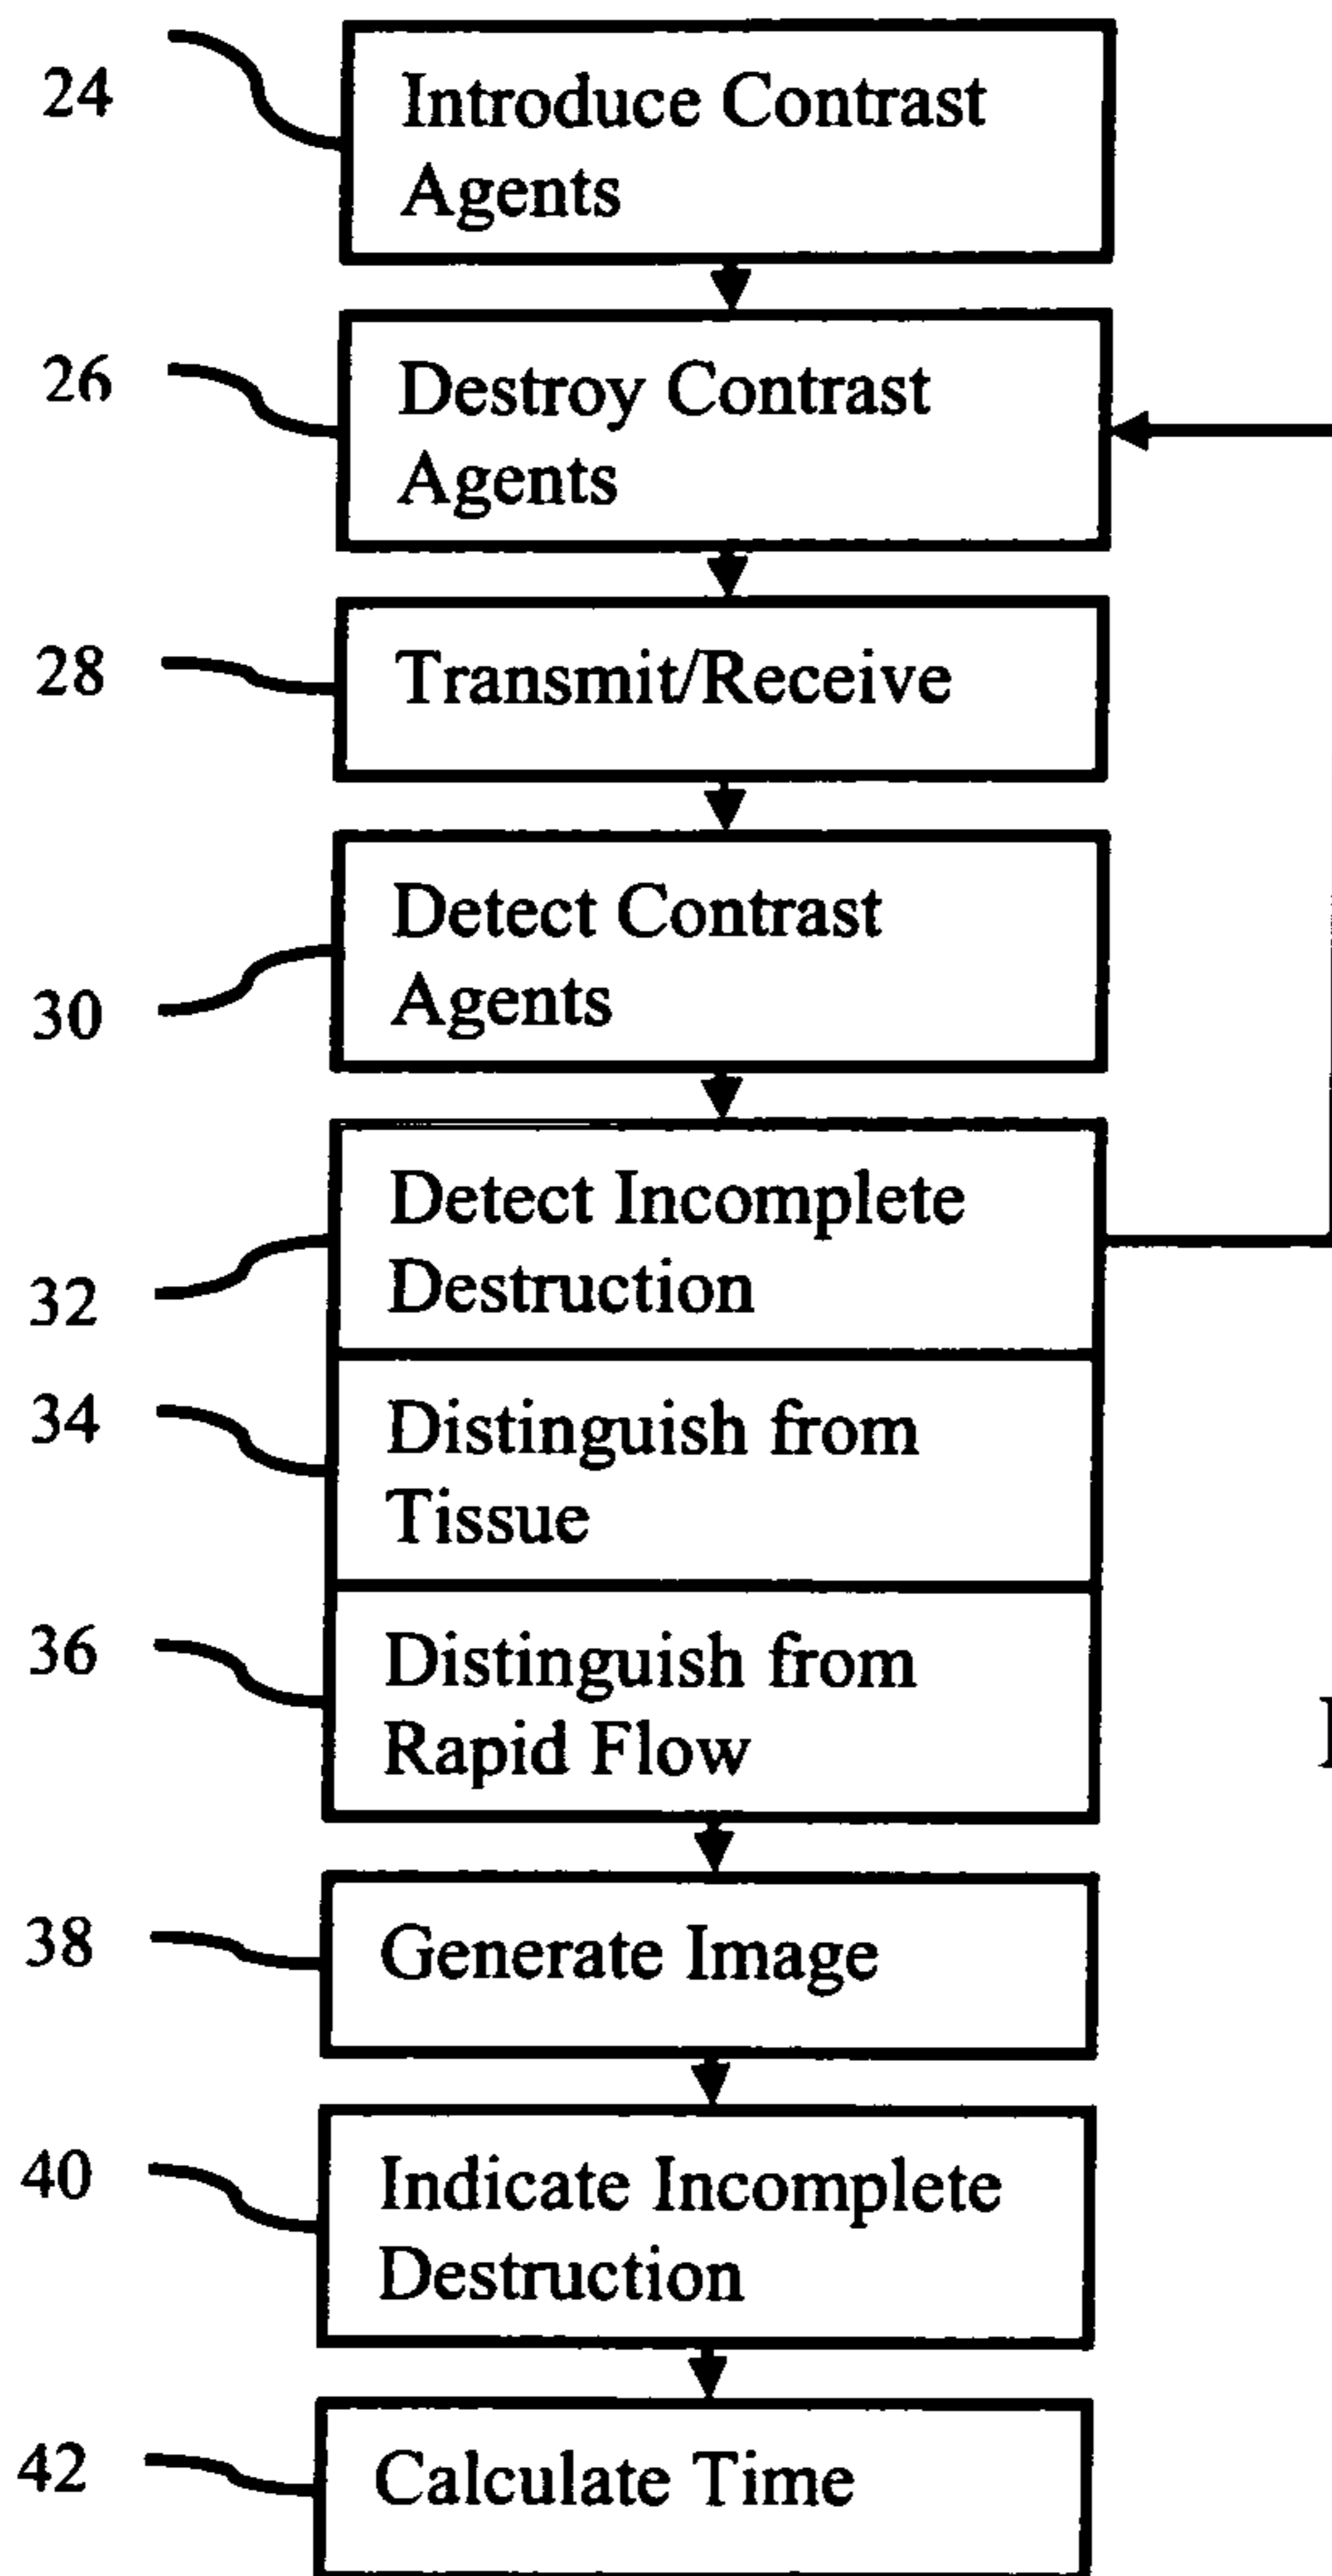 24
Introduce Contrast
Agents
26
Destroy Contrast
Agents
28
Transmit/Receive
Detect Contrast
Agents
30
Detect Incomplete
Destruction
32
34
Distinguish from
Tissue
36
Distinguish from
Rapid Flow
38
Generate Image
40
Indicate Incomplete
Destruction
42
Calculate Time